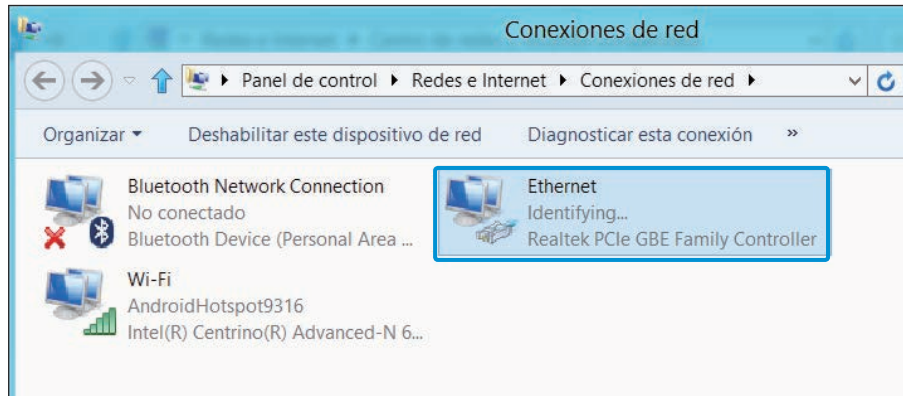 Conexiones de red
Panel de control Redes e Internet Conexiones de red
Organizar Deshabilitar este dispositivo de red Diagnosticar esta conexión »
Bluetooth Network Connection
No conectado
Bluetooth Device (Personal Area ...
Ethernet
Identifying...
Realtek PCIe GBE Family Controller
Wi-Fi
AndroidHotspot9316
Intel(R) Centrino(R) Advanced-N 6...